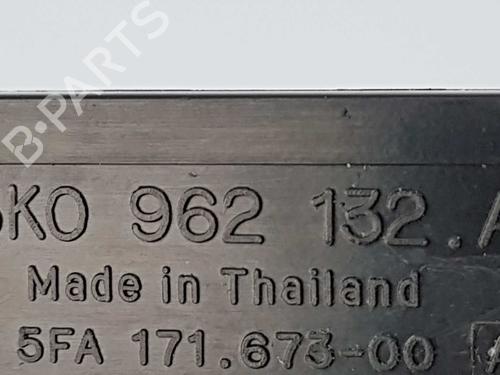 B-PARTS
5K0 962 132.A
Made in Thailand
5FA 171.673-00